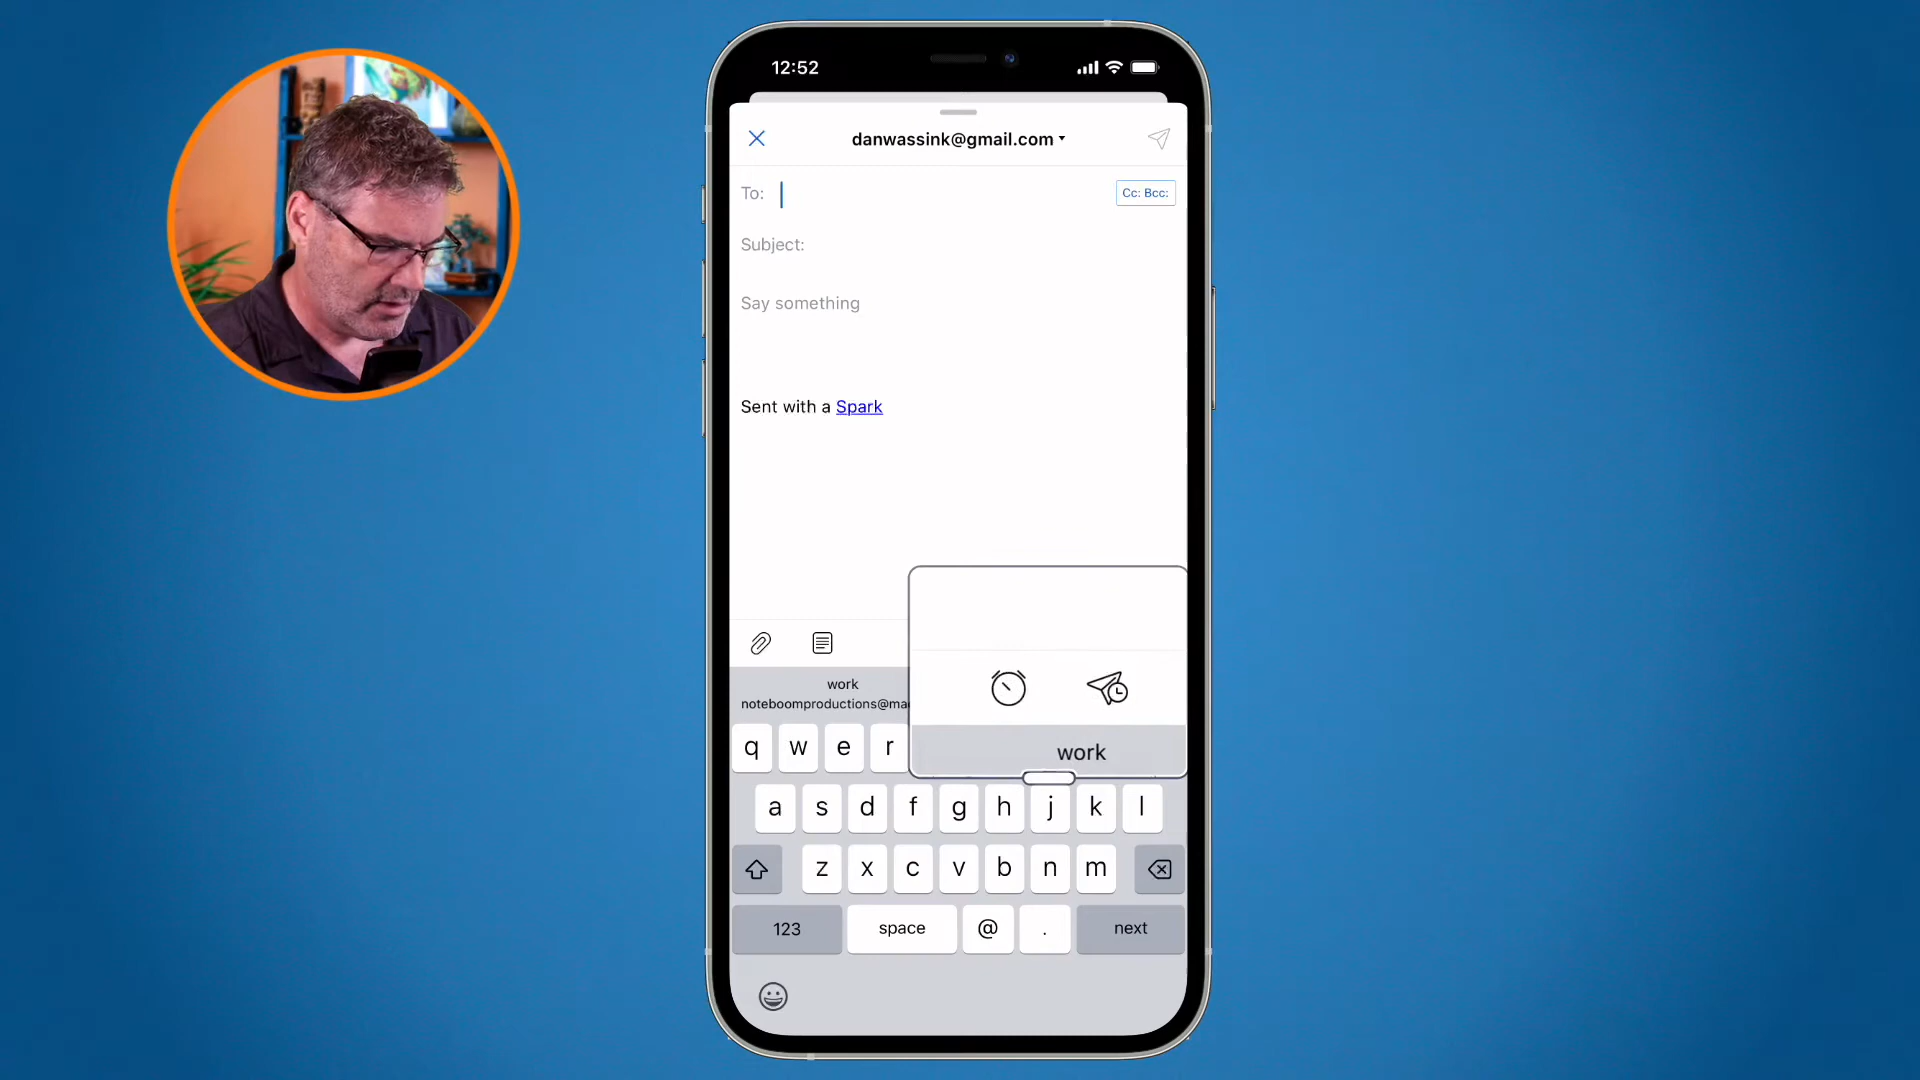 12:52
danwassink@gmail.com
To:
Cc: Bcc:
Subject:
Say something
Sent with a Spark
work
noteboomproductions@ma
work
q w e r
a s d f g h j k l
z x c v b n m
123 space @ . next